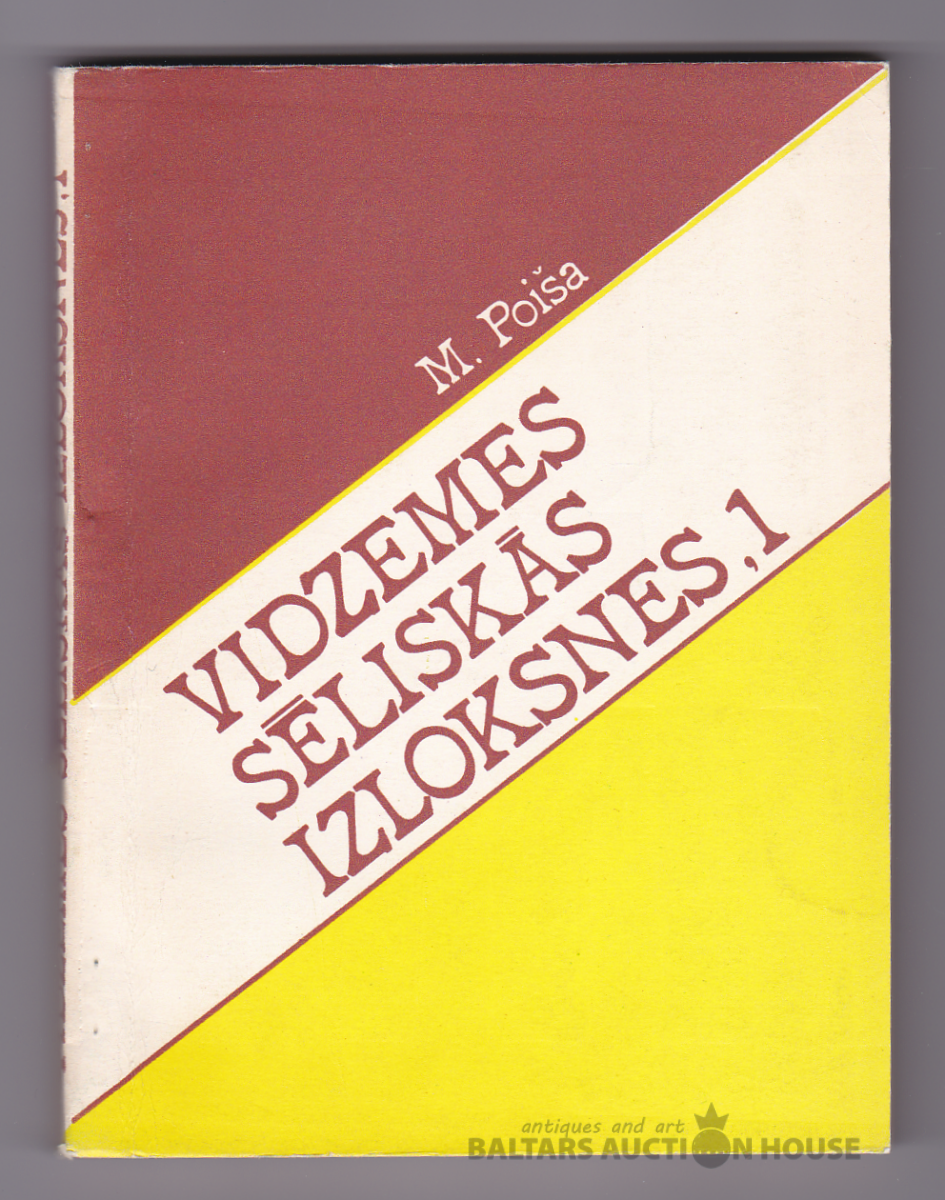 M. Poiša
VIDZEMES
SĒLISKĀS
IZLOKSNES,1
antiques and art
BALTARS AUCTION HOUSE